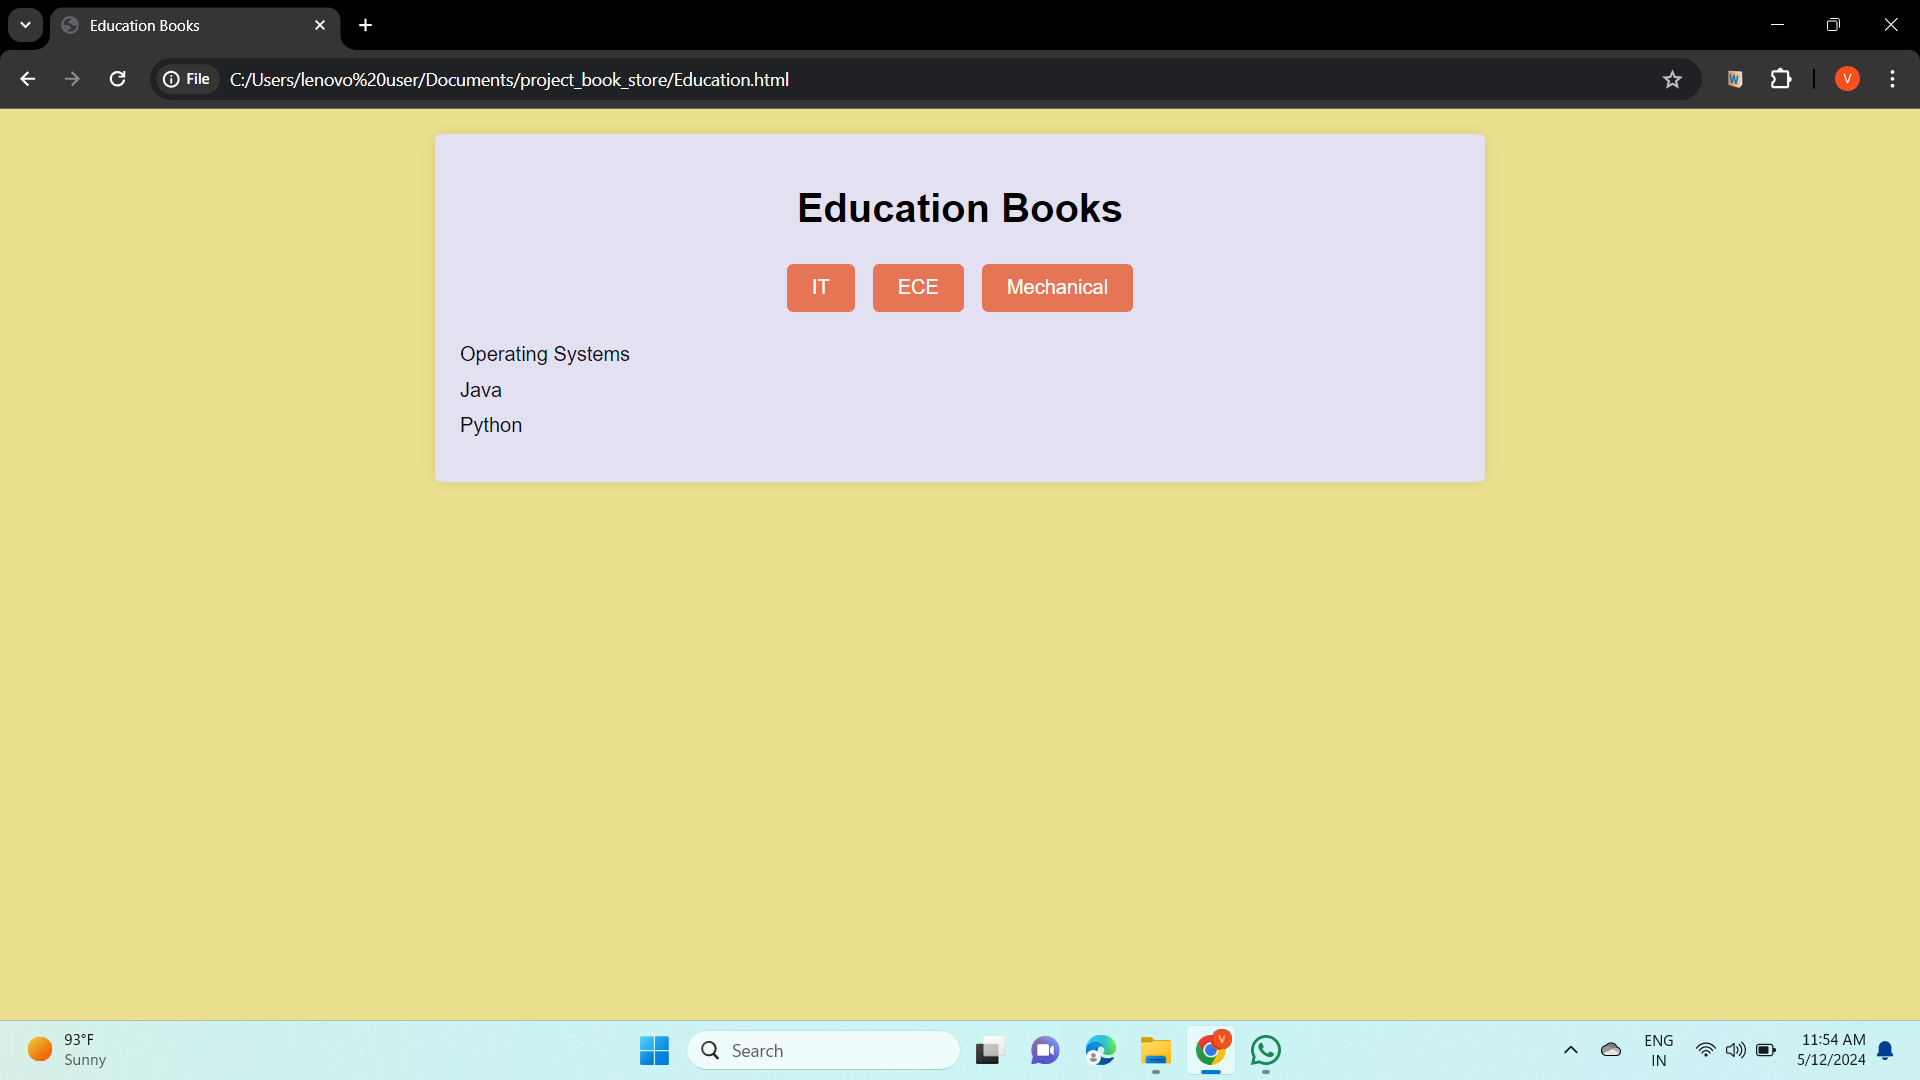 Education Books
File
C:/Users/lenovo%20user/Documents/project_book_store/Education.html
W
V
Education Books
IT ECE Mechanical
Operating Systems
Java
Python
93°F
Sunny
Search
V
ENG
IN
11:54 AM
5/12/2024